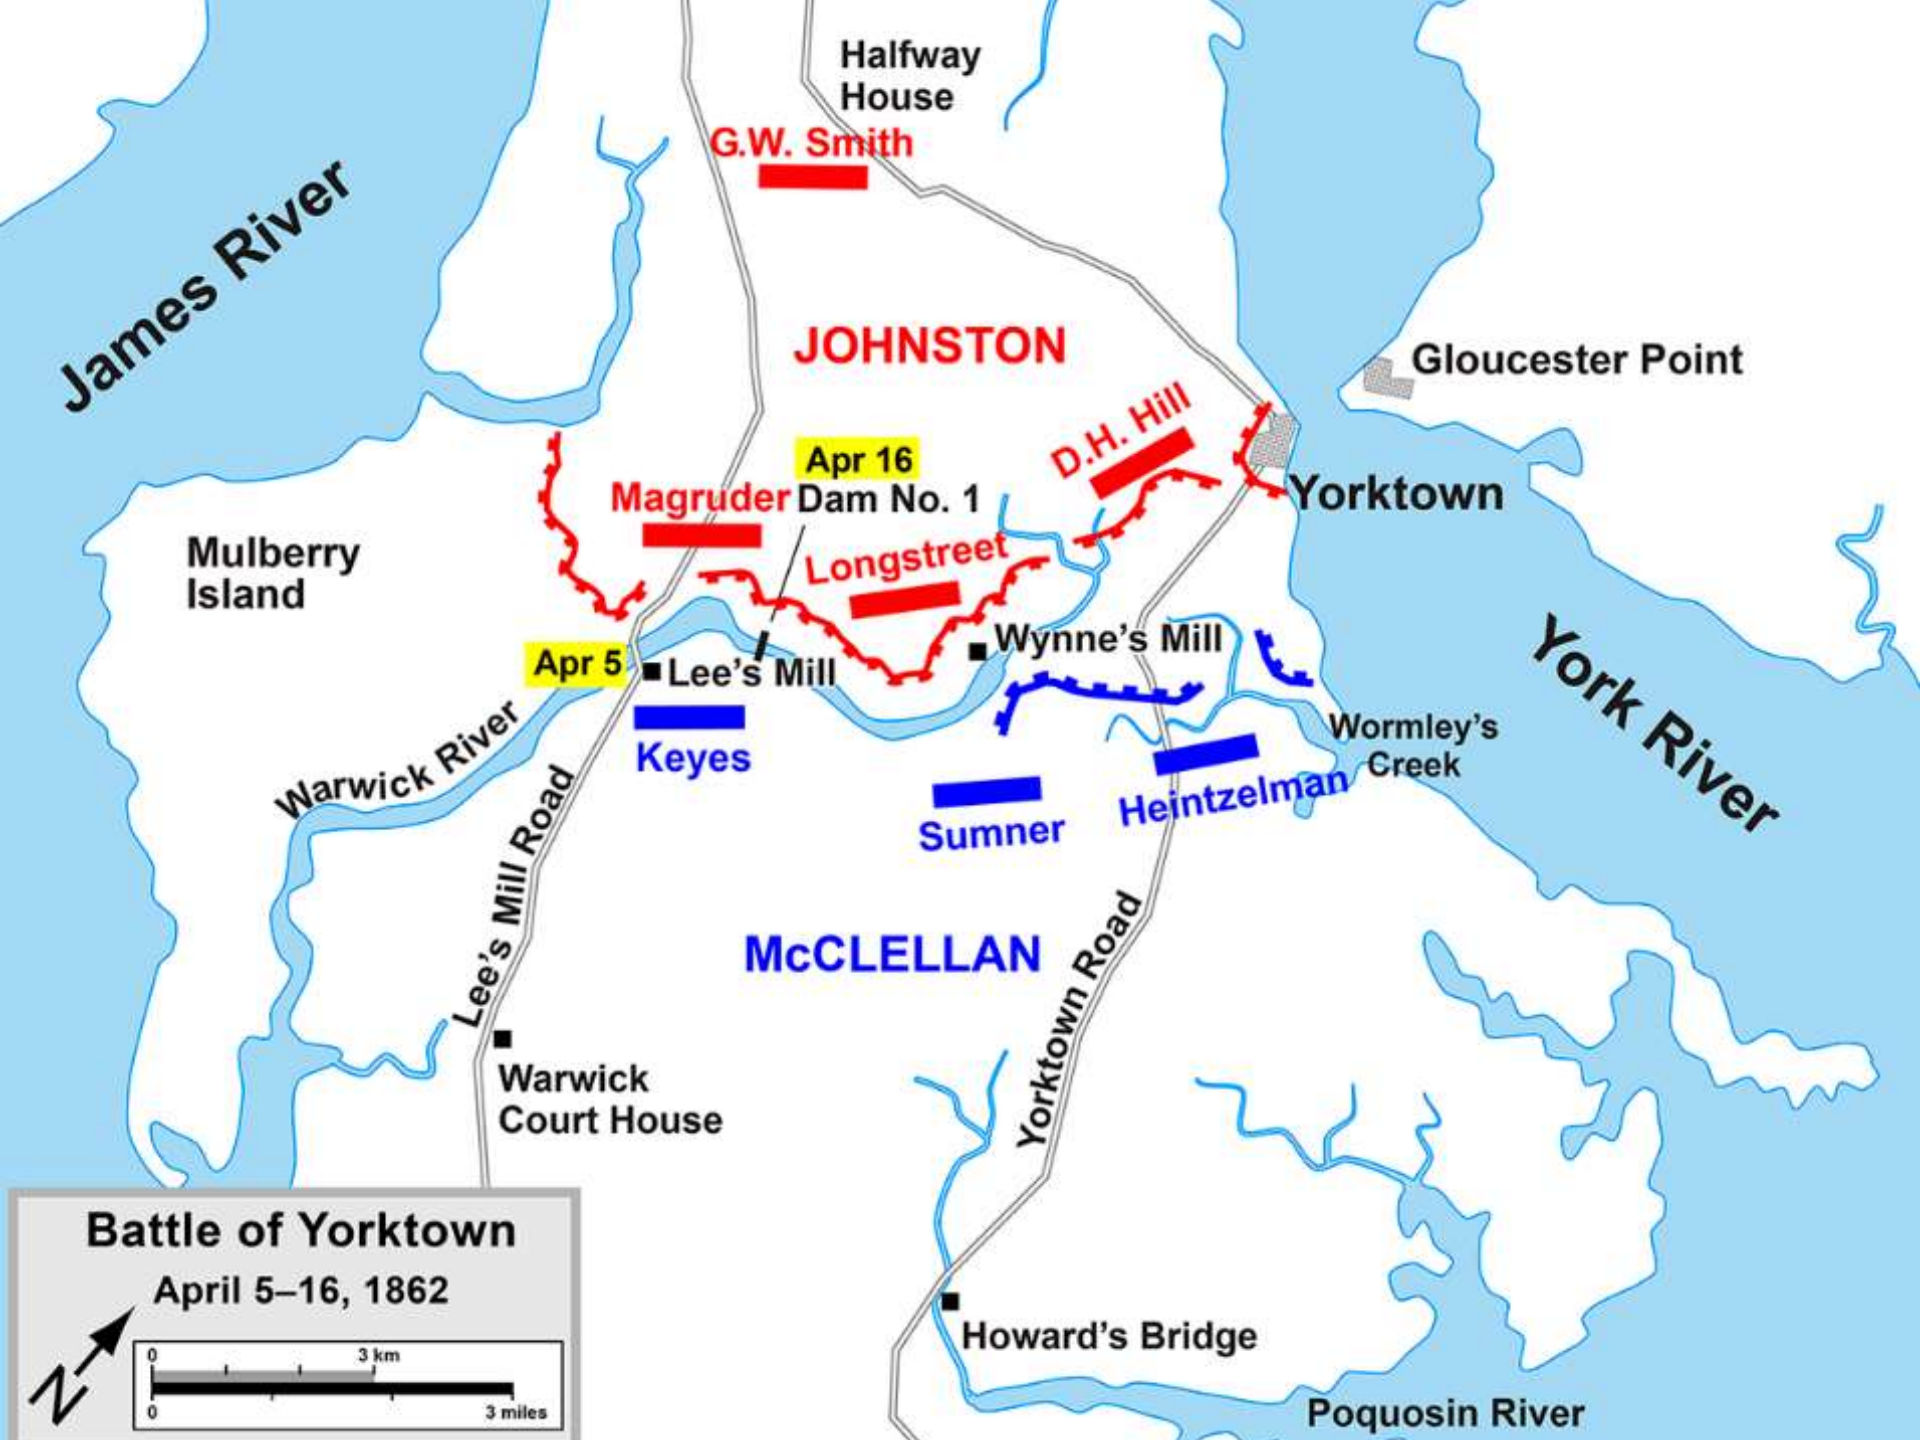 Halfway
House
G.W. Smith
James River
JOHNSTON
Gloucester Point
D.H. Hill
Apr 16
Magruder
Dam No. 1
Yorktown
Longstreet
Mulberry
Island
Wynne's Mill
Apr 5
Lee's Mill
York River
Warwick River
Keyes
Wormley's
Creek
Heintzelman
Sumner
Lee's Mill Road
McCLELLAN
Yorktown Road
Warwick
Court House
Battle of Yorktown
April 5–16, 1862
N
0
3 km
0
3 miles
Howard's Bridge
Poquosin River